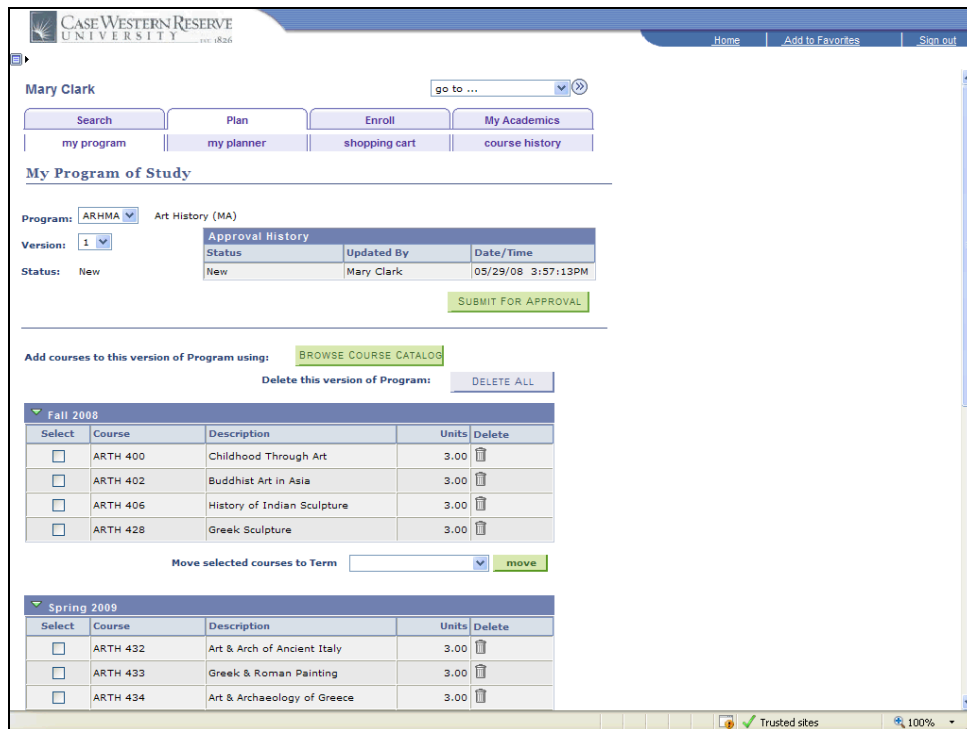 CASE WESTERN RESERVE
UNIVERSITY EST. 1826
Home Add to Favorites Sign out
Mary Clark
go to ...
Search Plan Enroll My Academics
my program my planner shopping cart course history
My Program of Study
Program: ARHMA Art History (MA)
Version: 1
Approval History
Status Updated By Date/Time
Status: New
New Mary Clark 05/29/08 3:57:13PM
SUBMIT FOR APPROVAL
Add courses to this version of Program using: BROWSE COURSE CATALOG
Delete this version of Program: DELETE ALL
Fall 2008
Select Course Description Units Delete
ARTH 400 Childhood Through Art 3.00
ARTH 402 Buddhist Art in Asia 3.00
ARTH 406 History of Indian Sculpture 3.00
ARTH 428 Greek Sculpture 3.00
Move selected courses to Term move
Spring 2009
Select Course Description Units Delete
ARTH 432 Art & Arch of Ancient Italy 3.00
ARTH 433 Greek & Roman Painting 3.00
ARTH 434 Art & Archaeology of Greece 3.00
Trusted sites 100%